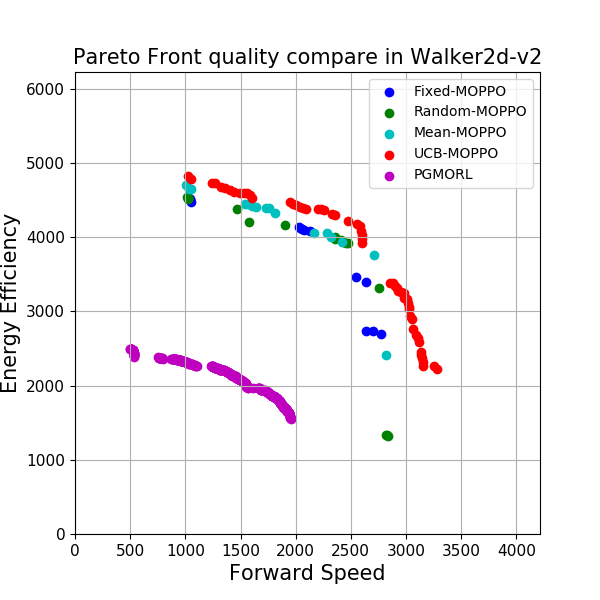 Pareto Front quality compare in Walker2d-v2
Fixed-MOPPO
Random-MOPPO
Mean-MOPPO
UCB-MOPPO
PGMORL
Energy Efficiency
6000
5000
4000
3000
2000
1000
0
0 500 1000 1500 2000 2500 3000 3500 4000
Forward Speed